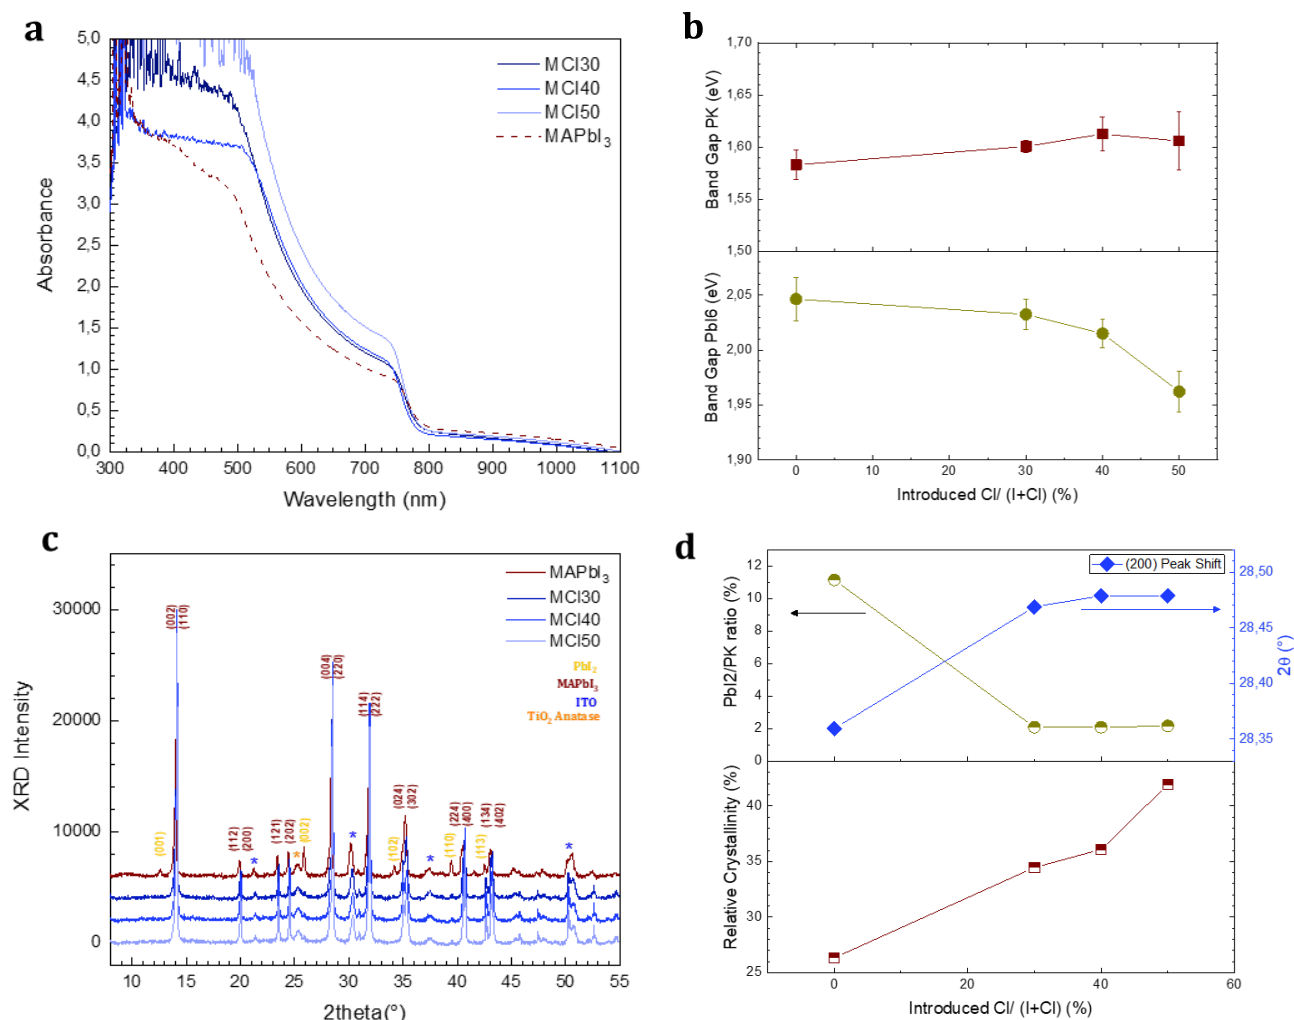 a
5,0
4,5
4,0
3,5
3,0
2,5
2,0
1,5
1,0
0,5
0,0
Absorbance
300 400 500 600 700 800 900 1000 1100
Wavelength (nm)
MCl30
MCl40
MCl50
MAPbI3
b
1,70
1,65
1,60
1,55
1,50
Band Gap PK (eV)
2,05
2,00
1,95
1,90
Band Gap PbI6 (eV)
0 10 20 30 40 50
Introduced Cl/ (I+Cl) (%)
c
30000
20000
10000
0
XRD Intensity
10 15 20 25 30 35 40 45 50 55
2theta(°)
MAPbI3
MCl30
MCl40
MCl50
PbI2
MAPbI3
ITO
TiO2 Anatase
(001)
(002)
(110)
(112)
(200)
*
(121)
(202)
*
(002)
(004)
(220)
*
(114)
(222)
(102)
(024)
(302)
*
(110)
(224)
(400)
(113)
(134)
(402)
*
d
12
10
8
6
4
2
0
PbI2/PK ratio (%)
(200) Peak Shift
28,50
28,45
28,40
28,35
2θ (°)
40
35
30
25
Relative Crystallinity (%)
0 20 40 60
Introduced Cl/ (I+Cl) (%)